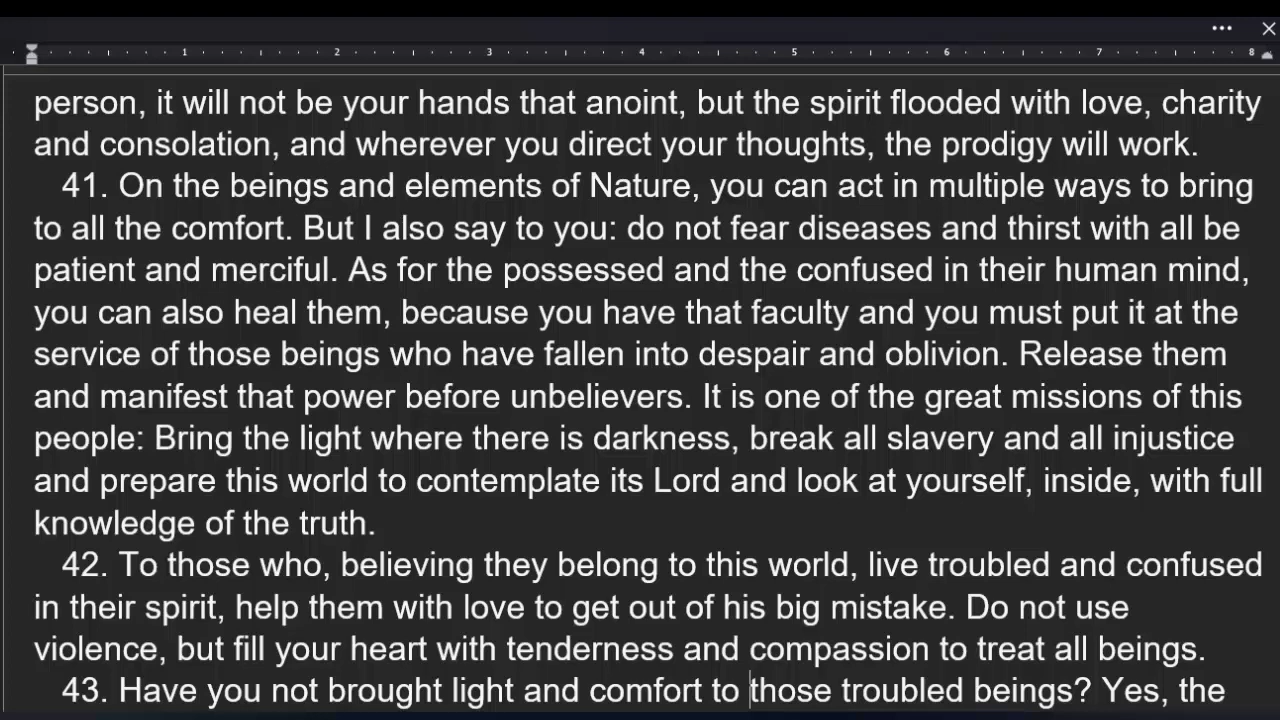 1 2 3 4 5 6 7 8
person, it will not be your hands that anoint, but the spirit flooded with love, charity
and consolation, and wherever you direct your thoughts, the prodigy will work.
41. On the beings and elements of Nature, you can act in multiple ways to bring
to all the comfort. But I also say to you: do not fear diseases and thirst with all be
patient and merciful. As for the possessed and the confused in their human mind,
you can also heal them, because you have that faculty and you must put it at the
service of those beings who have fallen into despair and oblivion. Release them
and manifest that power before unbelievers. It is one of the great missions of this
people: Bring the light where there is darkness, break all slavery and all injustice
and prepare this world to contemplate its Lord and look at yourself, inside, with full
knowledge of the truth.
42. To those who, believing they belong to this world, live troubled and confused
in their spirit, help them with love to get out of his big mistake. Do not use
violence, but fill your heart with tenderness and compassion to treat all beings.
43. Have you not brought light and comfort to those troubled beings? Yes, the